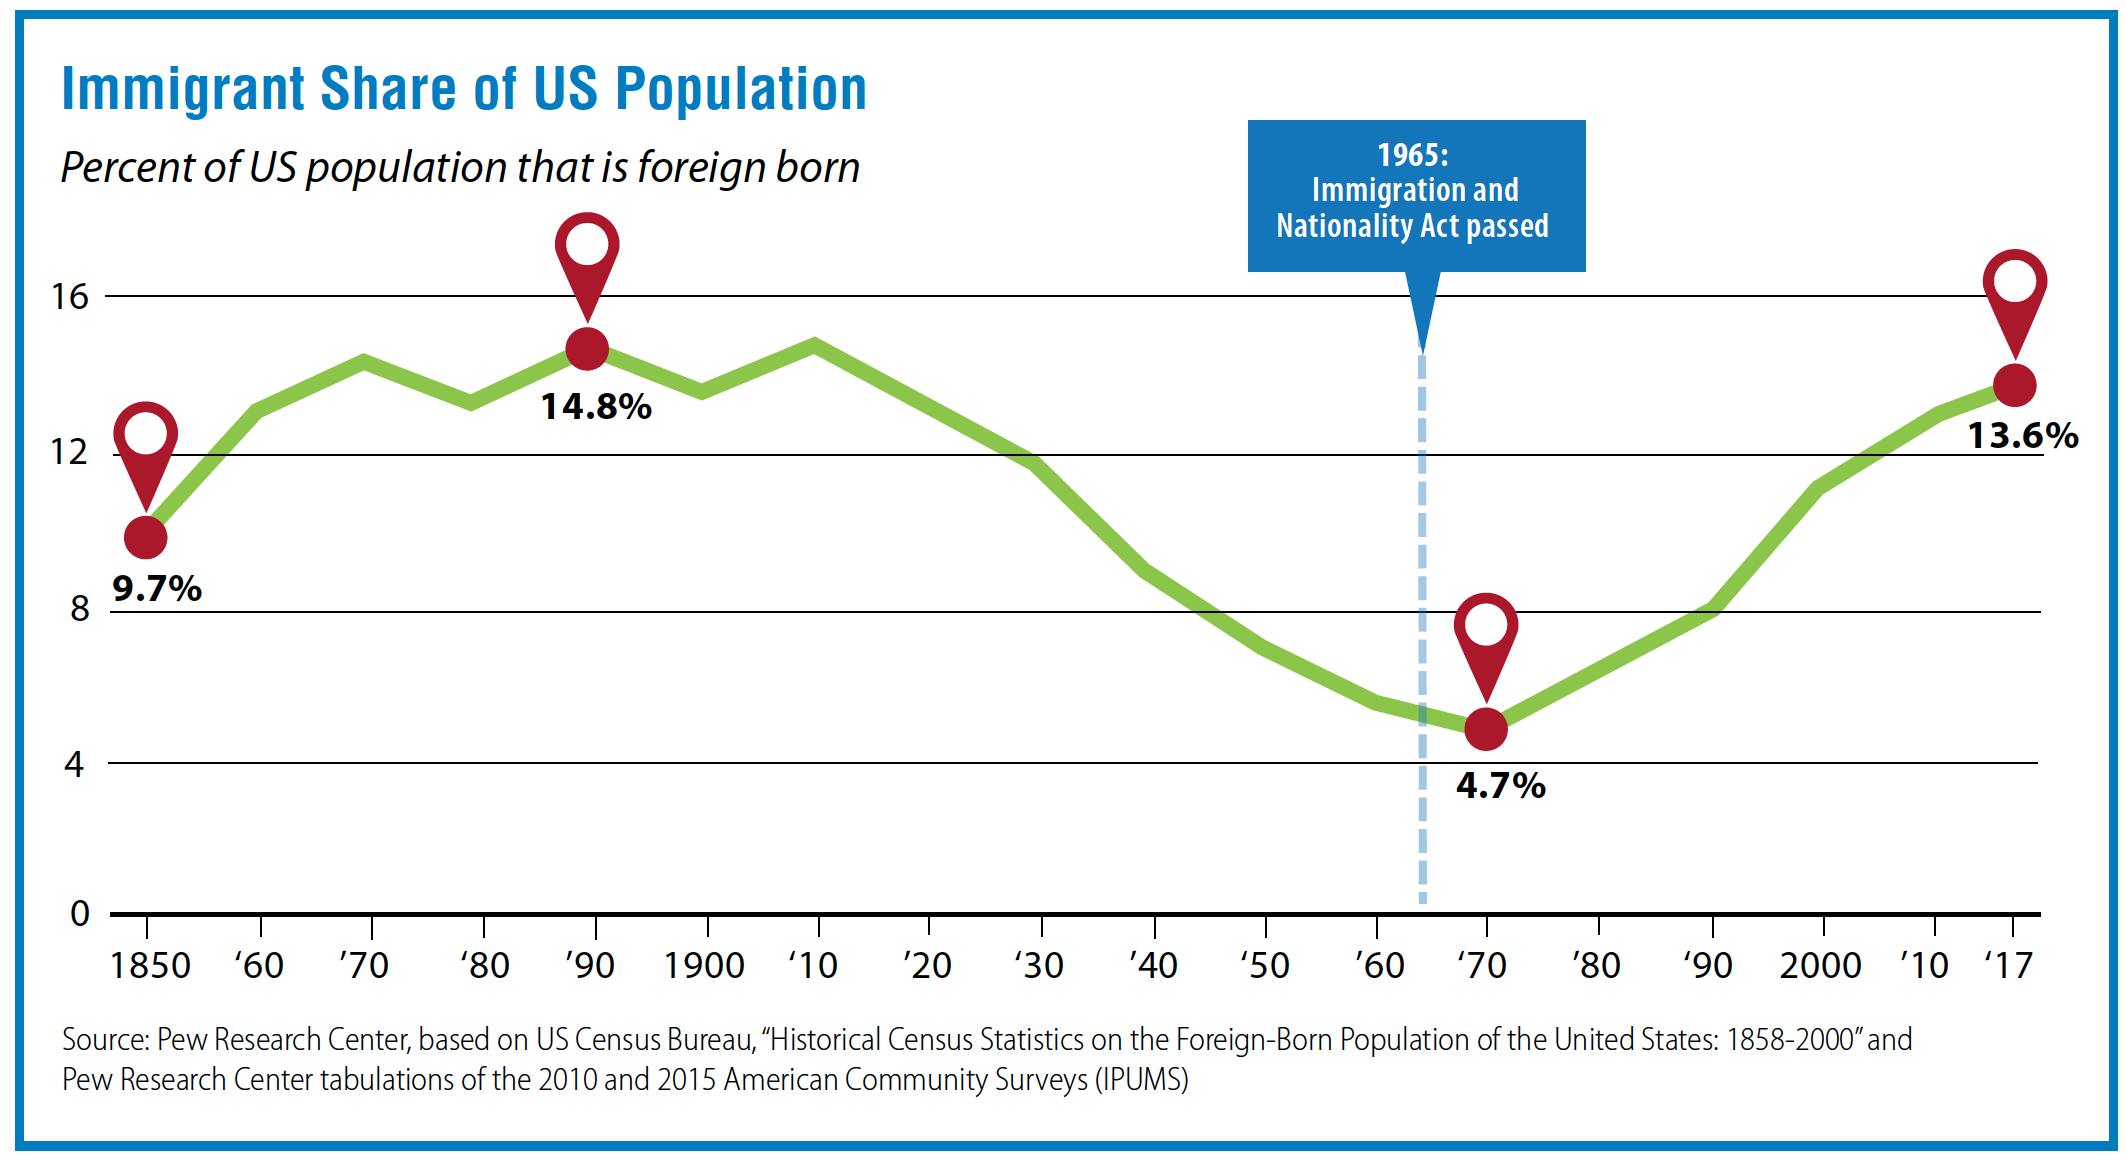 Immigrant Share of US Population
Percent of US population that is foreign born
1965:
Immigration and
Nationality Act passed
16
12
8
4
0
9.7%
14.8%
4.7%
13.6%
1850 ‘60 ’70 ‘80 ’90 1900 ‘10 ’20 ‘30 ’40 ‘50 ’60 ‘70 ’80 ‘90 2000 ’10 ‘17
Source: Pew Research Center, based on US Census Bureau, “Historical Census Statistics on the Foreign-Born Population of the United States: 1858-2000” and
Pew Research Center tabulations of the 2010 and 2015 American Community Surveys (IPUMS)